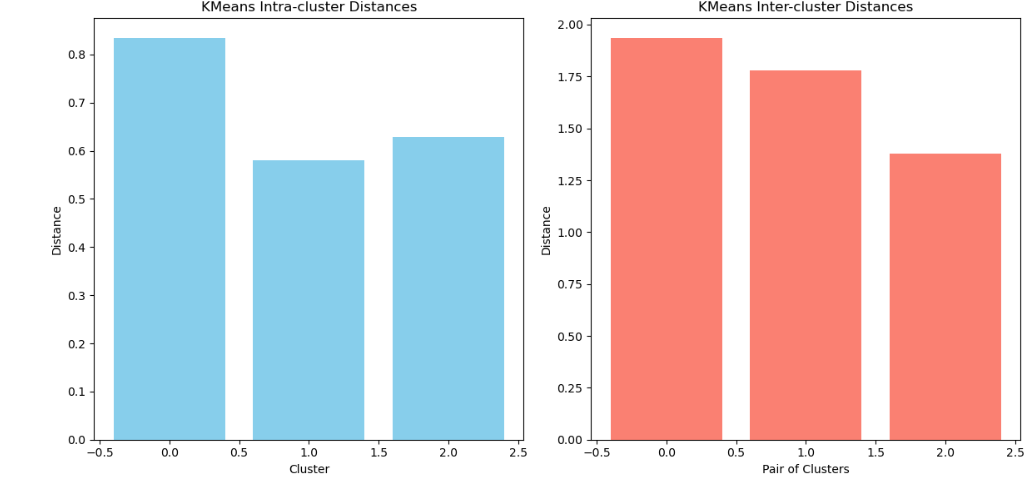 KMeans Intra-cluster Distances
0.8
0.7
0.6
0.5
0.4
0.3
0.2
0.1
0.0
Distance
−0.5 0.0 0.5 1.0 1.5 2.0 2.5
Cluster
KMeans Inter-cluster Distances
2.00
1.75
1.50
1.25
1.00
0.75
0.50
0.25
0.00
Distance
−0.5 0.0 0.5 1.0 1.5 2.0 2.5
Pair of Clusters